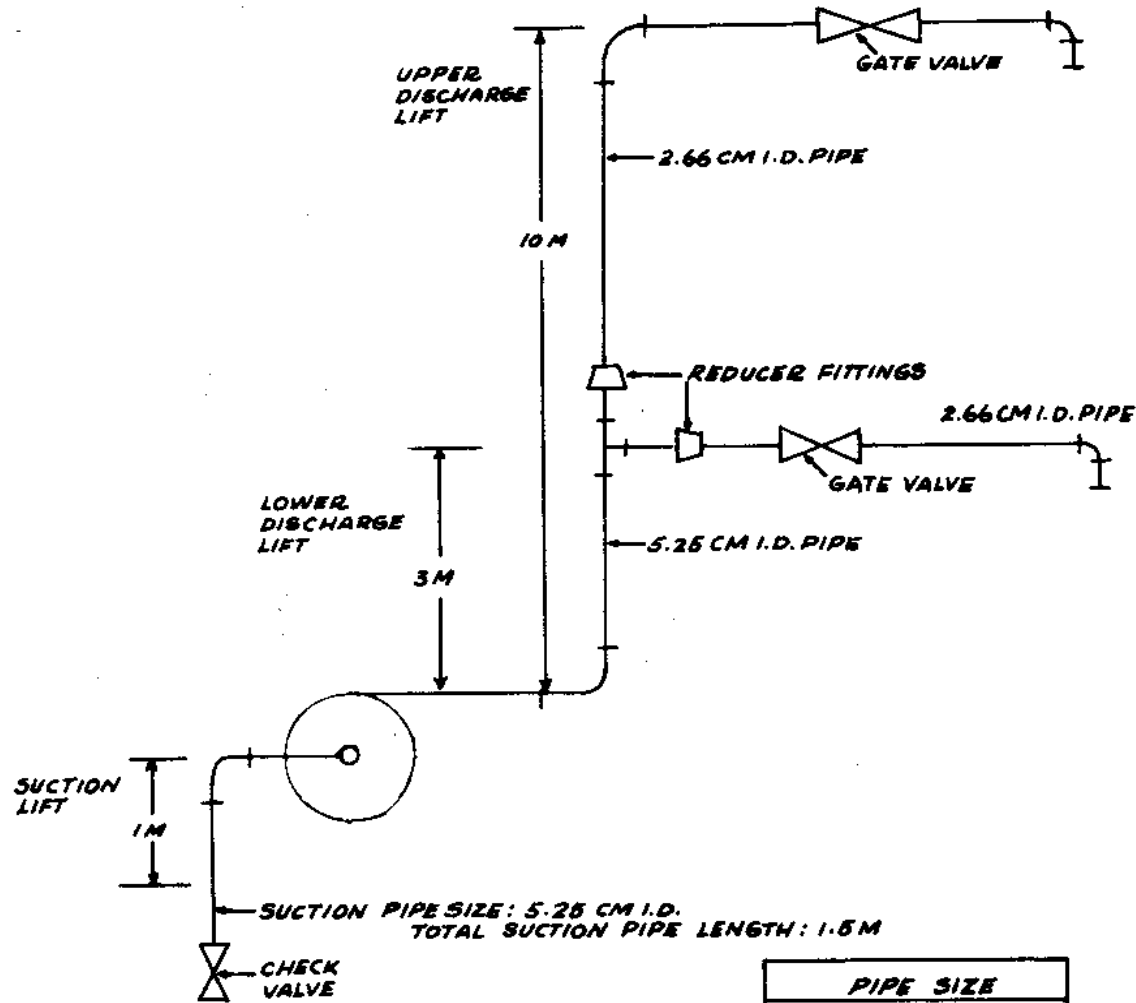 UPPER
DISCHARGE
LIFT
GATE VALVE
2.66 CM I.D. PIPE
10 M
REDUCER FITTINGS
2.66 CM I.D. PIPE
GATE VALVE
LOWER
DISCHARGE
LIFT
5.25 CM I.D. PIPE
3 M
SUCTION
LIFT
1 M
SUCTION PIPE SIZE: 5.25 CM I.D.
TOTAL SUCTION PIPE LENGTH: 1.5 M
CHECK
VALVE
PIPE SIZE